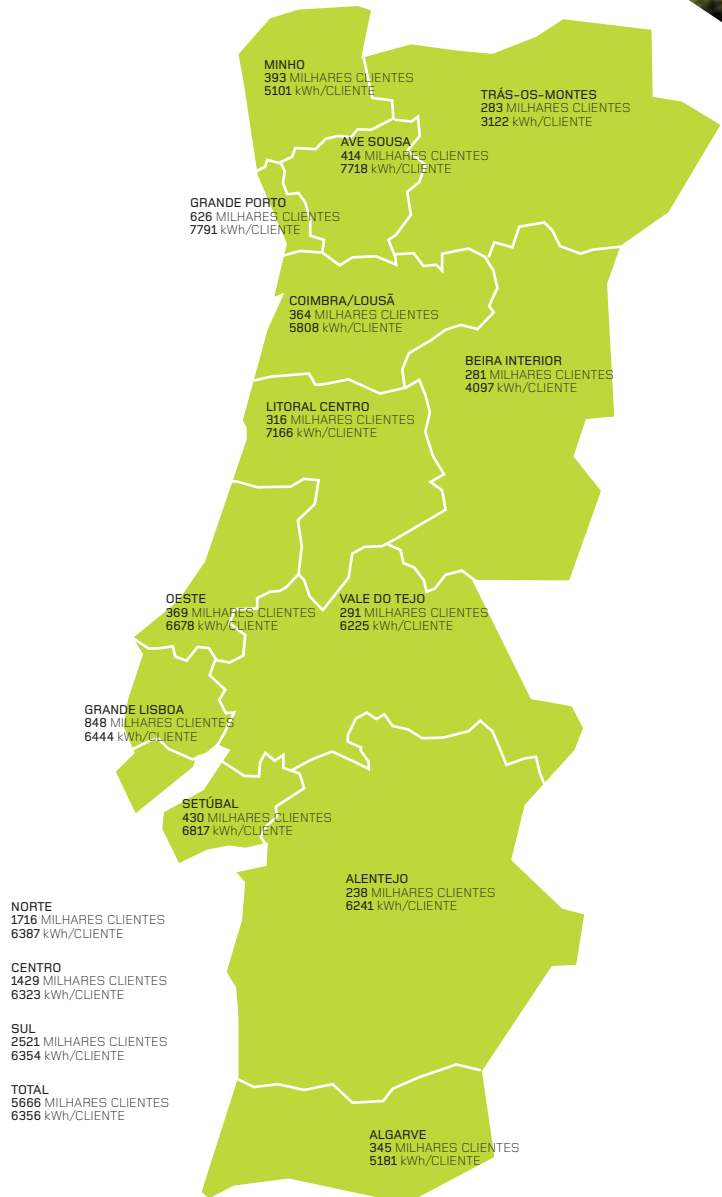 MINHO
393 MILHARES CLIENTES
5101 kWh/CLIENTE
TRÁS-OS-MONTES
283 MILHARES CLIENTES
3122 kWh/CLIENTE
AVE SOUSA
414 MILHARES CLIENTES
7718 kWh/CLIENTE
GRANDE PORTO
626 MILHARES CLIENTES
7791 kWh/CLIENTE
COIMBRA/LOUSÃ
364 MILHARES CLIENTES
5808 kWh/CLIENTE
BEIRA INTERIOR
281 MILHARES CLIENTES
4097 kWh/CLIENTE
LITORAL CENTRO
316 MILHARES CLIENTES
7166 kWh/CLIENTE
OESTE
369 MILHARES CLIENTES
6678 kWh/CLIENTE
VALE DO TEJO
291 MILHARES CLIENTES
6225 kWh/CLIENTE
GRANDE LISBOA
848 MILHARES CLIENTES
6444 kWh/CLIENTE
SETÚBAL
430 MILHARES CLIENTES
6817 kWh/CLIENTE
ALENTEJO
238 MILHARES CLIENTES
6241 kWh/CLIENTE
NORTE
1716 MILHARES CLIENTES
6387 kWh/CLIENTE
CENTRO
1429 MILHARES CLIENTES
6323 kWh/CLIENTE
SUL
2521 MILHARES CLIENTES
6354 kWh/CLIENTE
TOTAL
5666 MILHARES CLIENTES
6356 kWh/CLIENTE
ALGARVE
345 MILHARES CLIENTES
5181 kWh/CLIENTE